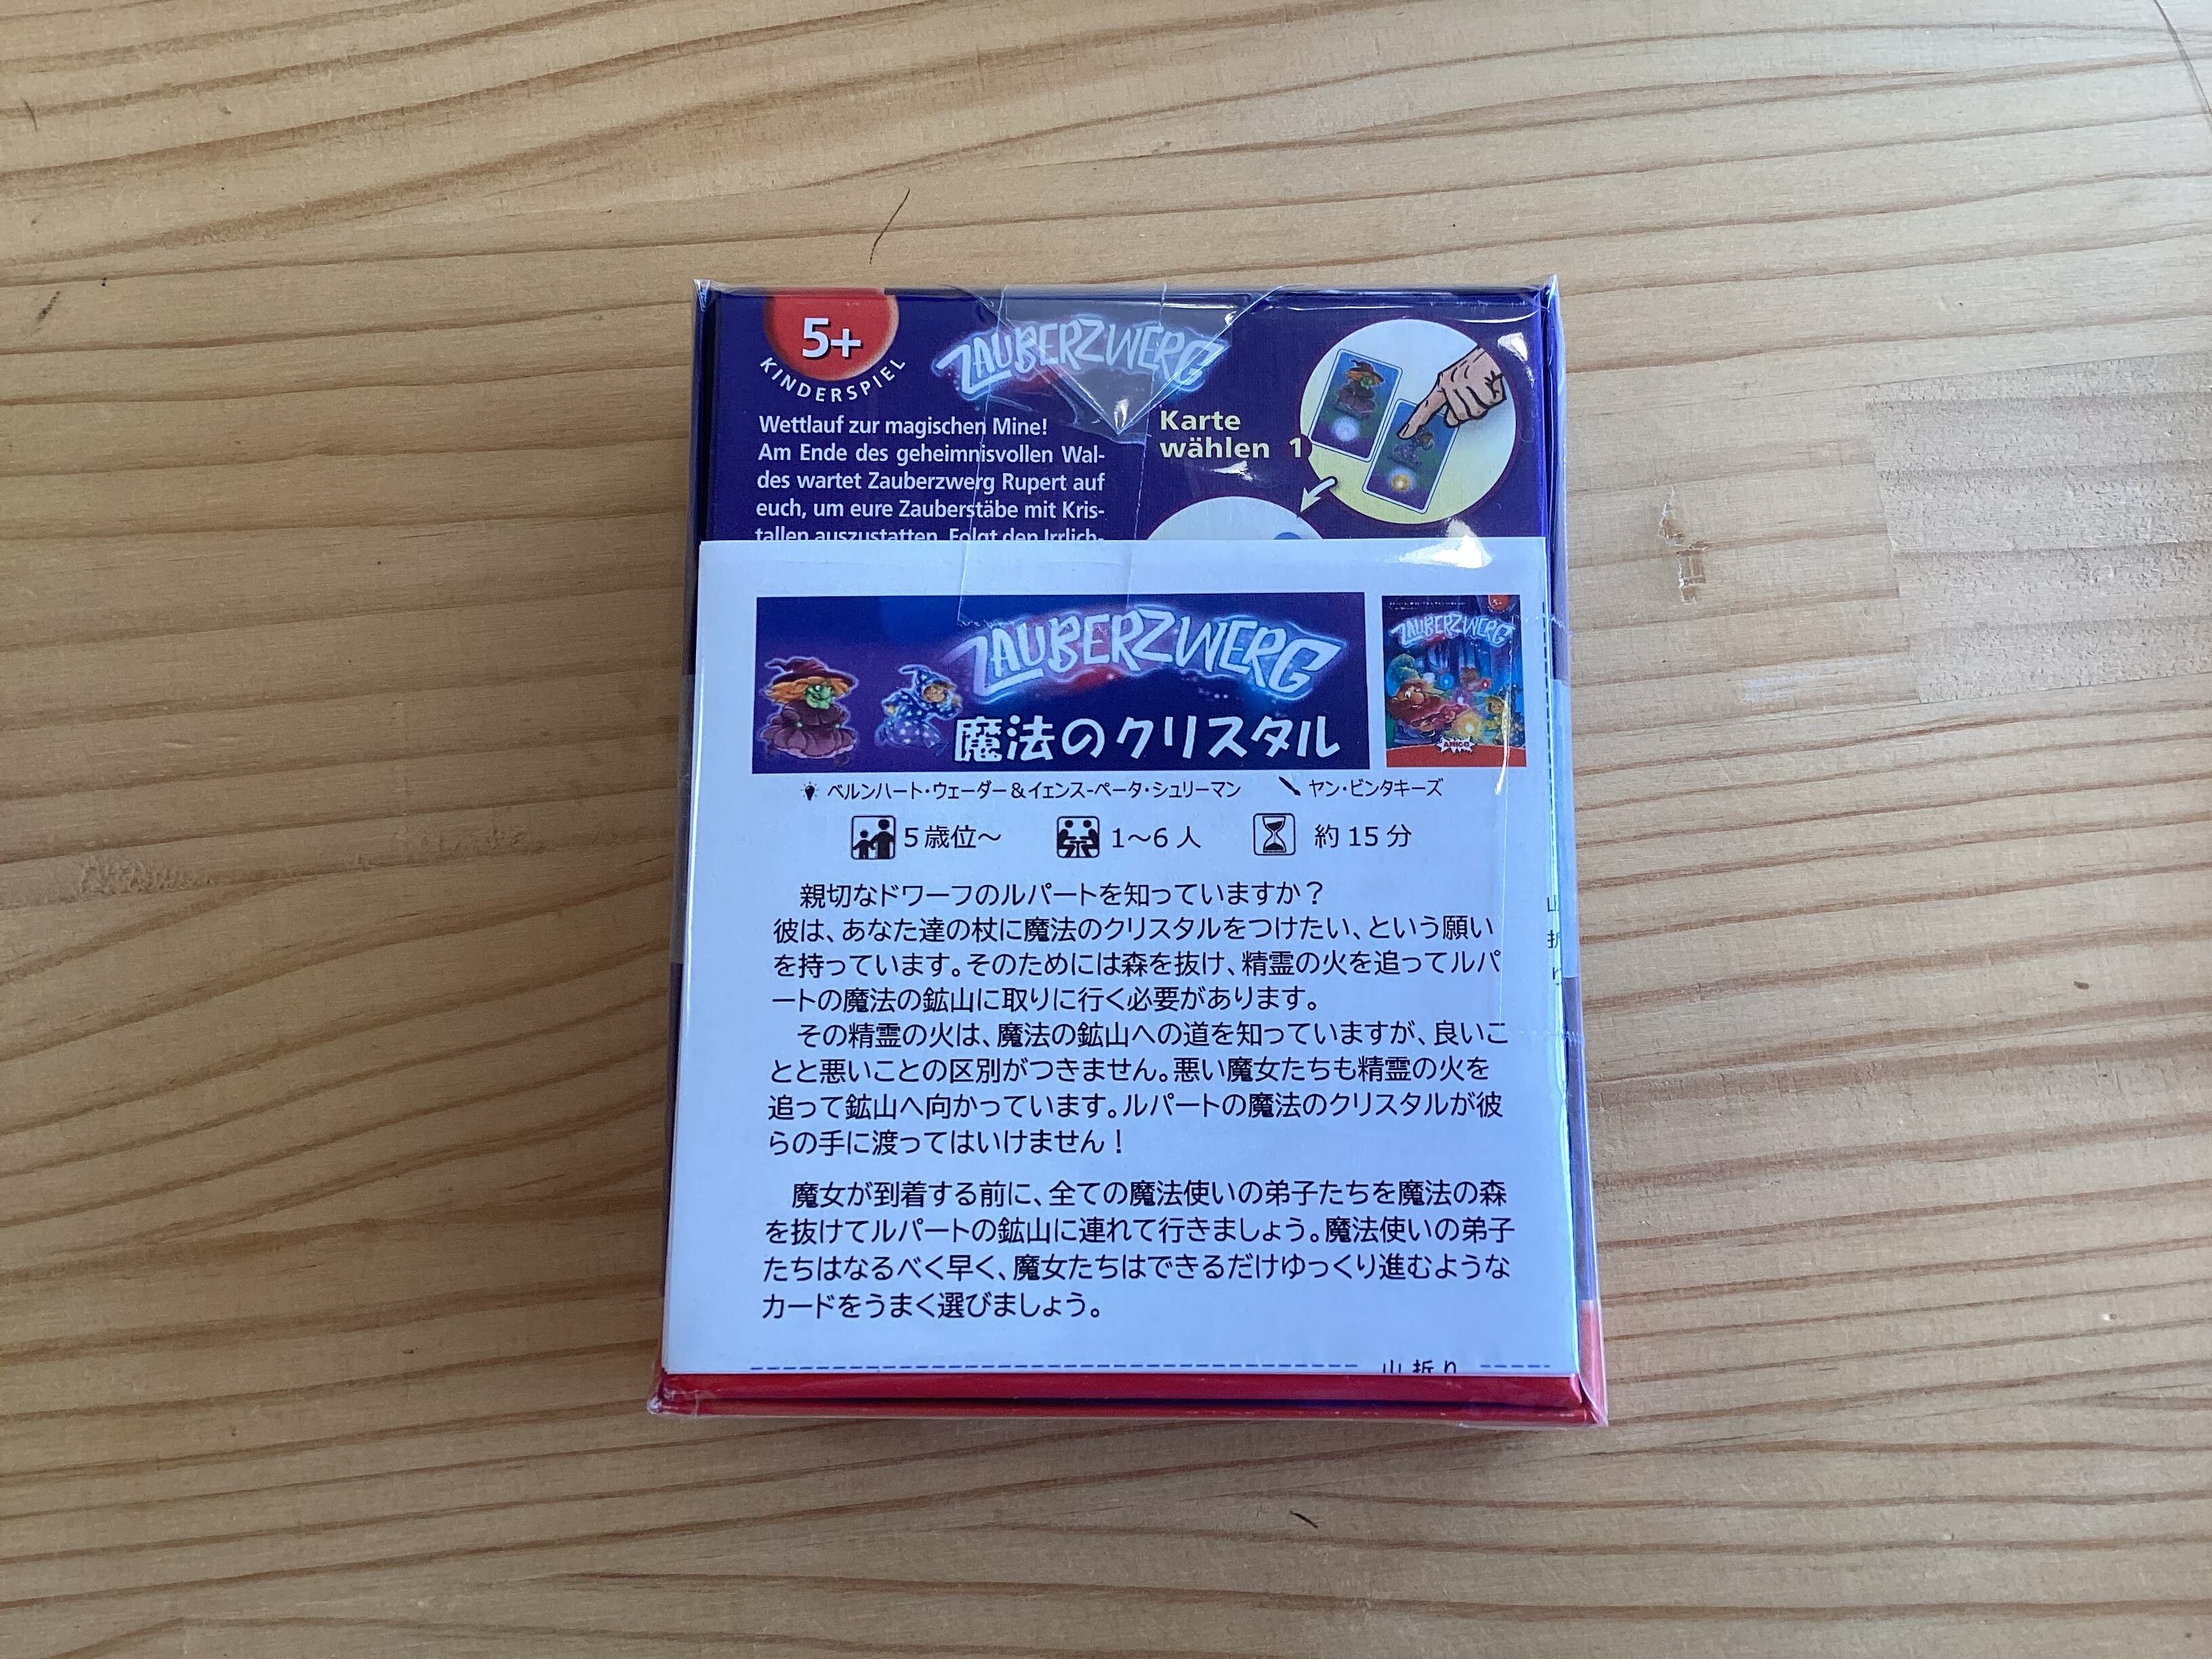 5+
KINDERSPIEL
ZAUBERZWERG
Wettlauf zur magischen Mine!
Am Ende des geheimnisvollen Wal-
des wartet Zauberzwerg Rupert auf
euch, um eure Zauberstäbe mit Kris-
tallen auszustatten. Folgt den Irrlich-
Karte
wählen 1
ZAUBERZWERG
魔法のクリスタル
ZAUBERZWERG
AMIGO
ベルンハート・ウェーダー＆イェンス-ペータ・シュリーマン ヤン・ビンタキーズ
5歳位～ 1～6人 約15分
親切なドワーフのルパートを知っていますか？
彼は、あなた達の杖に魔法のクリスタルをつけたい、という願い
を持っています。そのためには森を抜け、精霊の火を追ってルパ
ートの魔法の鉱山に取りに行く必要があります。
その精霊の火は、魔法の鉱山への道を知っていますが、良いこ
とと悪いことの区別がつきません。悪い魔女たちも精霊の火を
追って鉱山へ向かっています。ルパートの魔法のクリスタルが彼
らの手に渡ってはいけません！
魔女が到着する前に、全ての魔法使いの弟子たちを魔法の森
を抜けてルパートの鉱山に連れて行きましょう。魔法使いの弟子
たちはなるべく早く、魔女たちはできるだけゆっくり進むような
カードをうまく選びましょう。
山折り
山折り